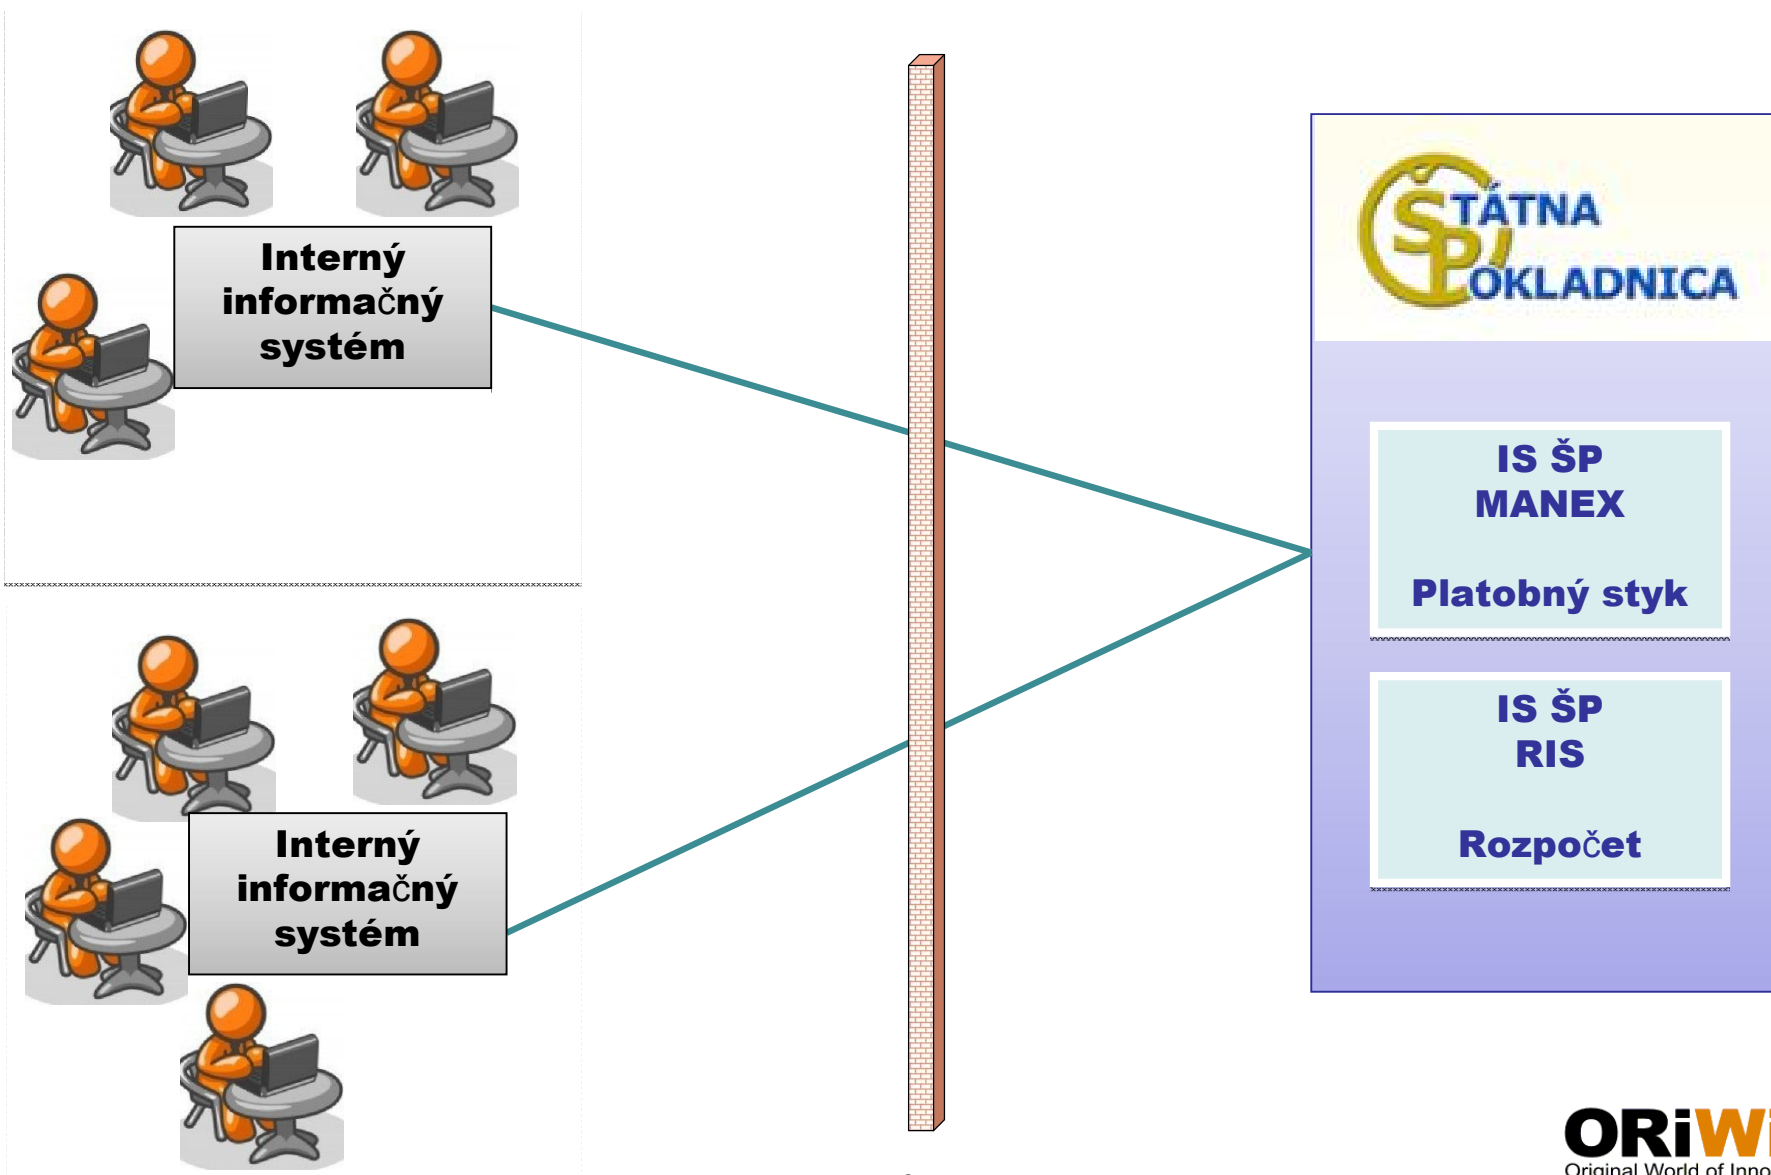 Interný
informačný
systém
ŠTÁTNA
POKLADNICA
IS ŠP
MANEX
Platobný styk
IS ŠP
RIS
Rozpočet
Interný
informačný
systém
ORiWi
Original World of Inno